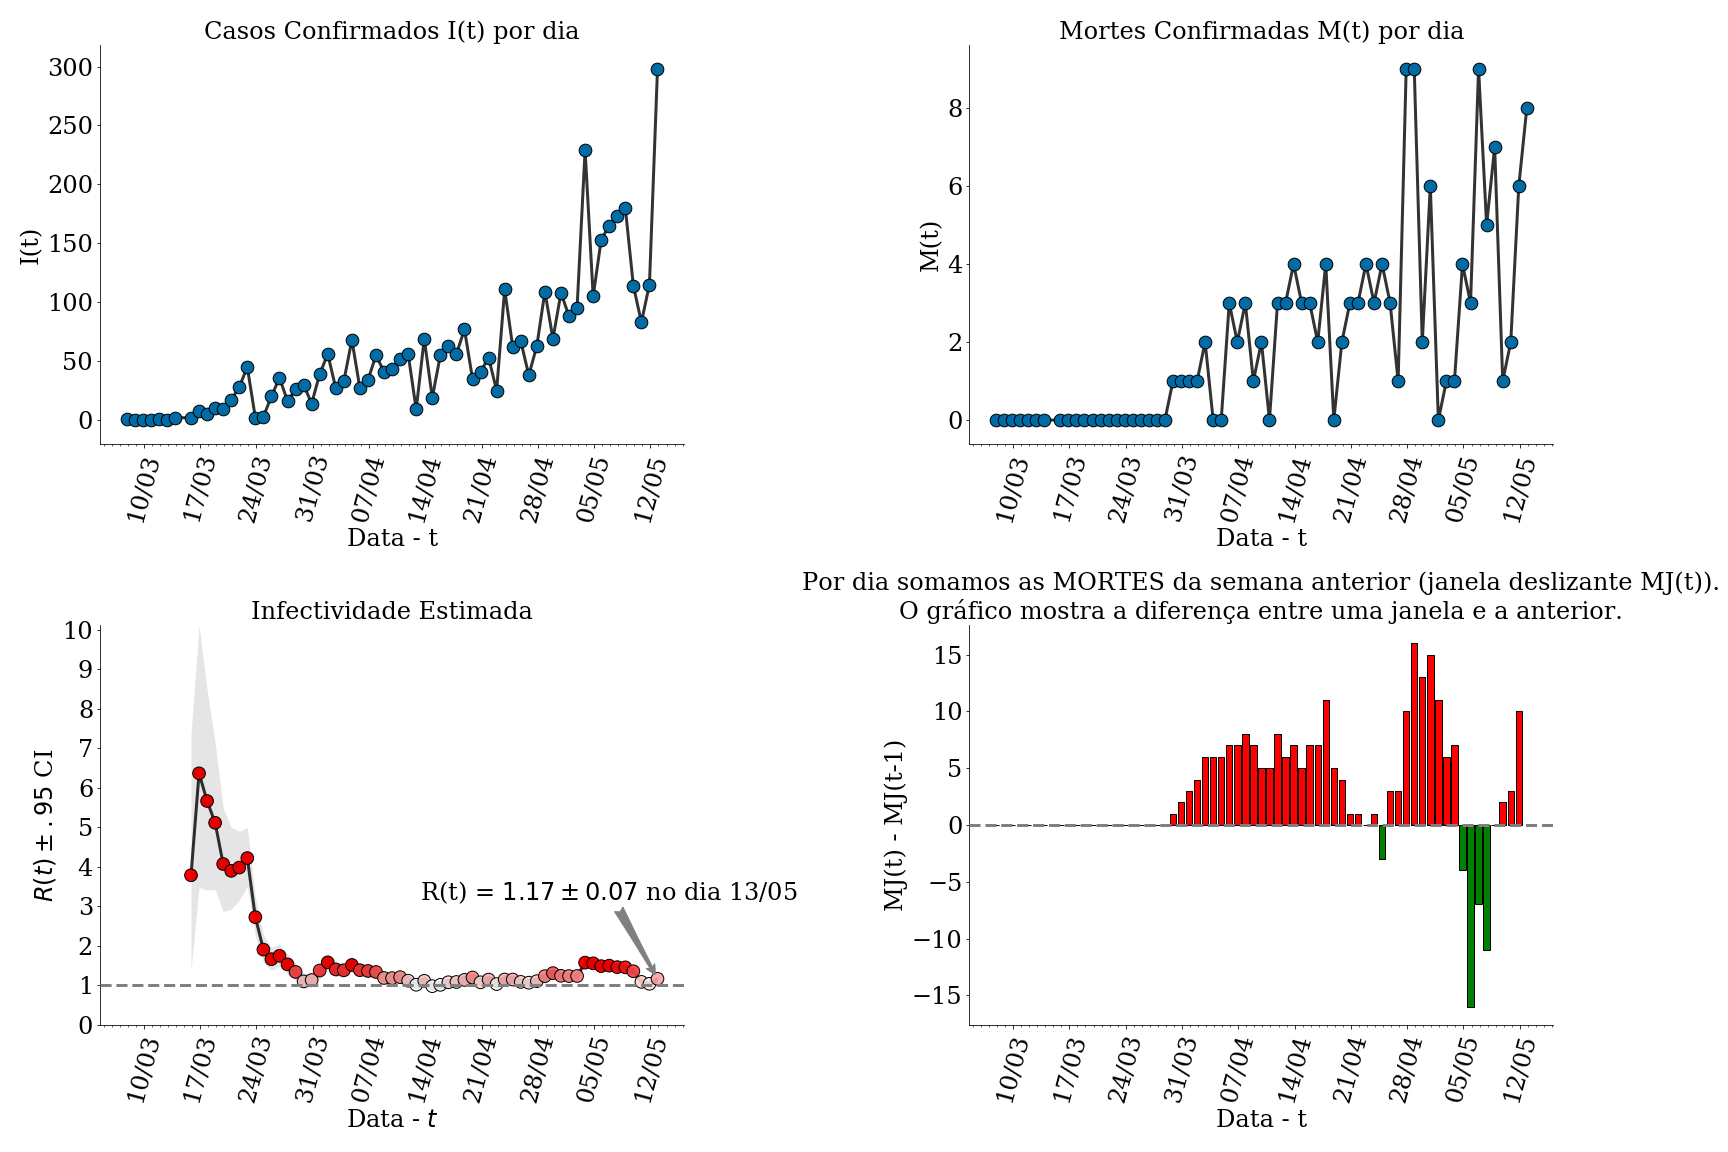 Casos Confirmados I(t) por dia
300
250
200
150
100
50
0
I(t)
10/03 17/03 24/03 31/03 07/04 14/04 21/04 28/04 05/05 12/05
Data - t
Mortes Confirmadas M(t) por dia
8
6
4
2
0
M(t)
10/03 17/03 24/03 31/03 07/04 14/04 21/04 28/04 05/05 12/05
Data - t
Infectividade Estimada
10
9
8
7
6
5
4
3
2
1
0
R(t) ± .95 CI
R(t) = 1.17 ± 0.07 no dia 13/05
10/03 17/03 24/03 31/03 07/04 14/04 21/04 28/04 05/05 12/05
Data - t
Por dia somamos as MORTES da semana anterior (janela deslizante MJ(t)).
O gráfico mostra a diferença entre uma janela e a anterior.
15
10
5
0
−5
−10
−15
MJ(t) - MJ(t-1)
10/03 17/03 24/03 31/03 07/04 14/04 21/04 28/04 05/05 12/05
Data - t